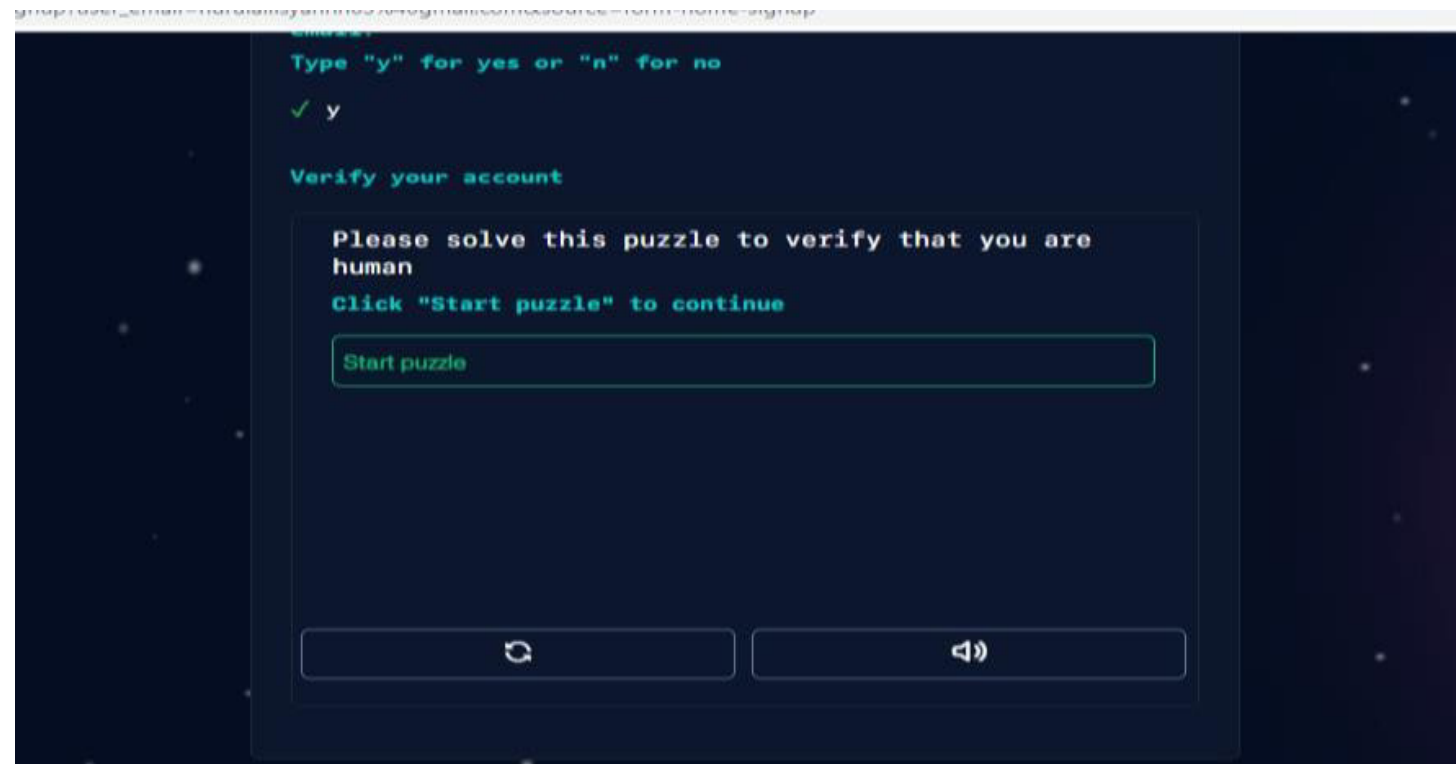 Type "y" for yes or "n" for no
✓ y
Verify your account
Please solve this puzzle to verify that you are
human
Click "Start puzzle" to continue
Start puzzle